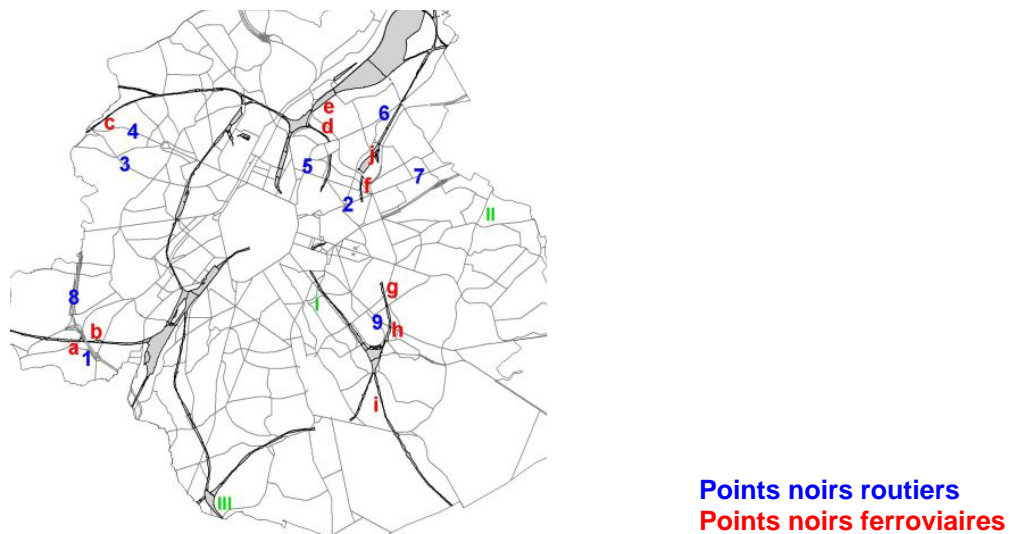 e
c
d
4
6
3
5
j
7
f
2
II
g
8
I
9
b
h
a
1
i
III
Points noirs routiers
Points noirs ferroviaires